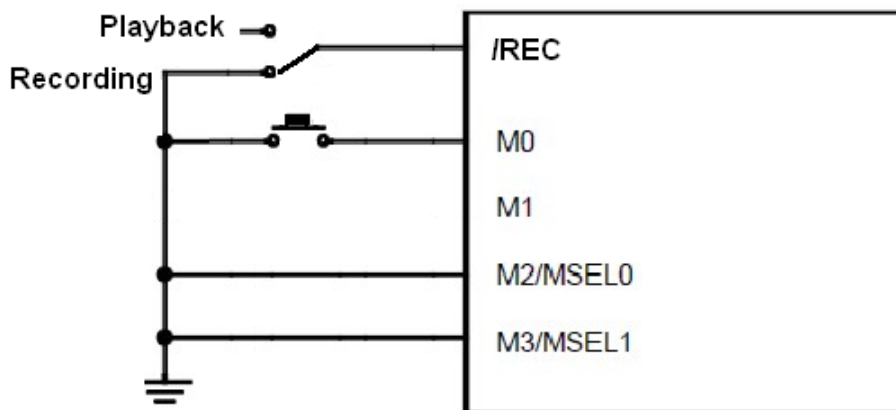 Playback
Recording
/REC
M0
M1
M2/MSEL0
M3/MSEL1